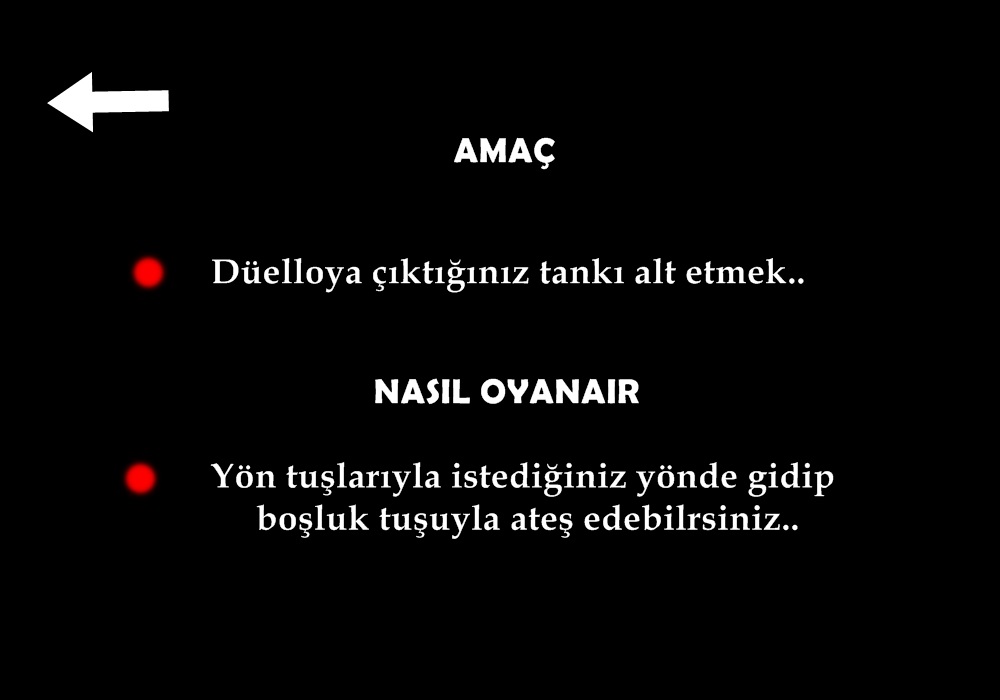 AMAÇ
Düelloya çıktığınız tankı alt etmek..
NASIL OYANAIR
Yön tuşlarıyla istediğiniz yönde gidip
boşluk tuşuyla ateş edebilrsiniz..